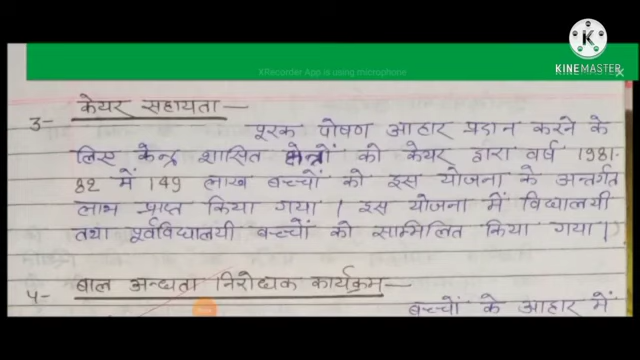 KINEMASTER
XRecorder App is using microphone
3- केयर सहायता —
पूरक पोषण आहार प्रदान करने के
लिए केन्द्र शासित क्षेत्रों को केयर द्वारा वर्ष 1981-
82 में 149 लाख बच्चों को इस योजना के अन्तर्गत
लाभ प्राप्त किया गया। इस योजना में विद्यालयी
तथा पूर्वविद्यालयी बच्चों को सम्मिलित किया गया।
4- बाल अन्धता निरोधक कार्यक्रम —
बच्चों के आहार में